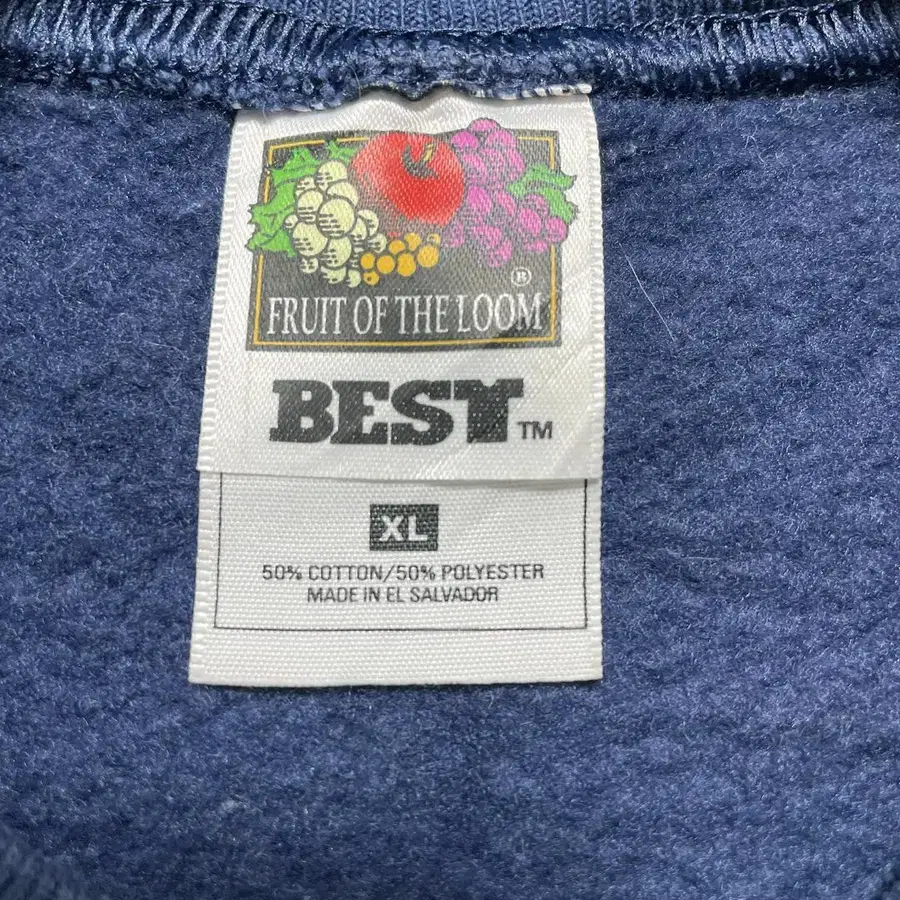 ®
FRUIT OF THE LOOM
BEST™
XL
50% COTTON/50% POLYESTER
MADE IN EL SALVADOR